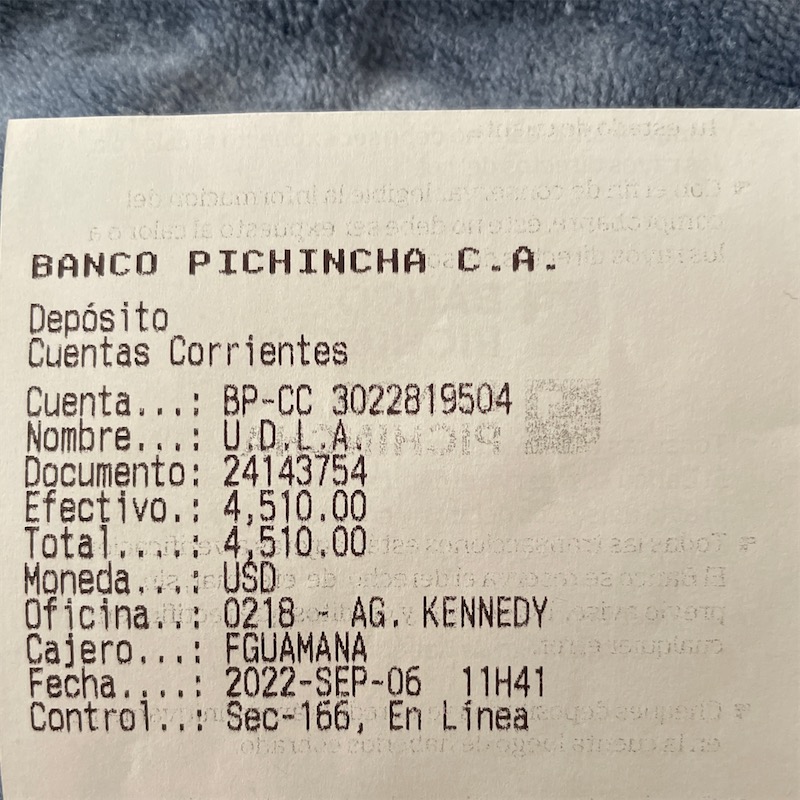 BANCO PICHINCHA C.A.
Depósito
Cuentas Corrientes
Cuenta...: BP-CC 3022819504
Nombre...: U.D.L.A.
Documento: 24143754
Efectivo.: 4,510.00
Total....: 4,510.00
Moneda...: USD
Oficina..: 0218 - AG. KENNEDY
Cajero...: FGUAMANA
Fecha....: 2022-SEP-06 11H41
Control..: Sec-166, En Línea